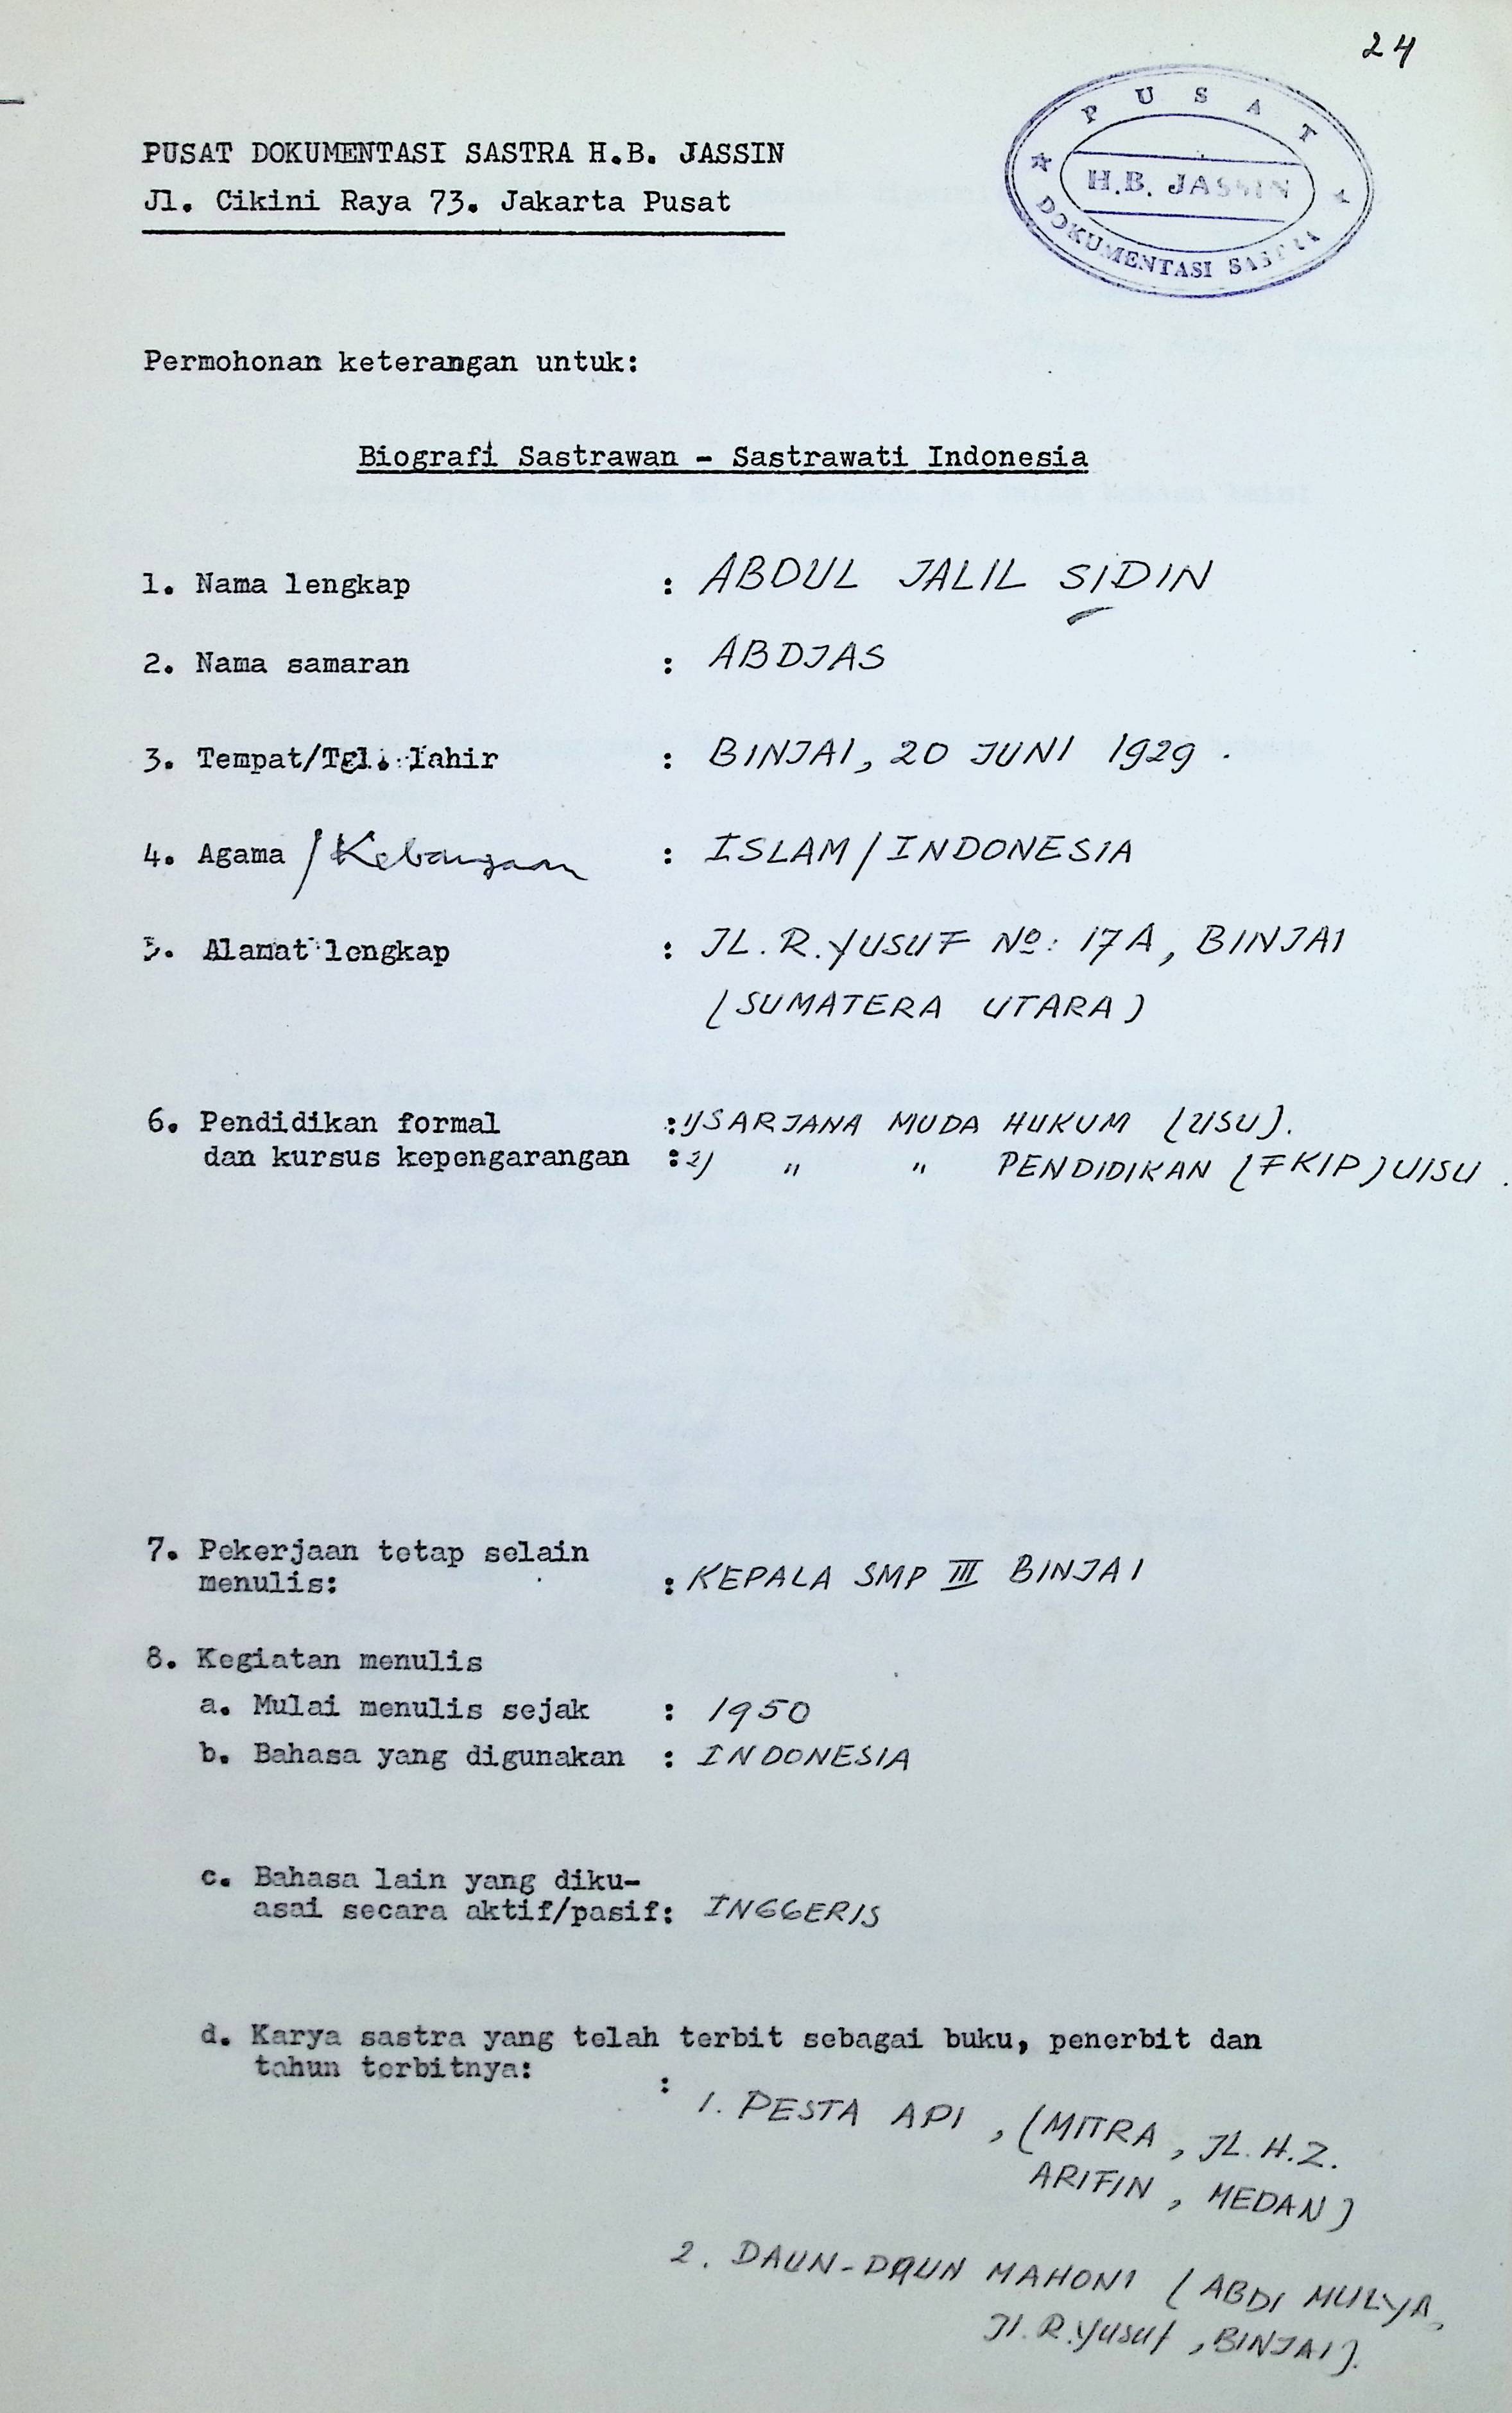 24
PUSAT DOKUMENTASI SASTRA H.B. JASSIN
Jl. Cikini Raya 73. Jakarta Pusat
PUSAT
H.B. JASSIN
DOKUMENTASI SASTRA
Permohonan keterangan untuk:
Biografi Sastrawan - Sastrawati Indonesia
1. Nama lengkap : ABDUL JALIL SIDIN
2. Nama samaran : ABDJAS
3. Tempat/Tgl. lahir : BINJAI, 20 JUNI 1929.
4. Agama / Kebangsaan : ISLAM / INDONESIA
5. Alamat lengkap : JL. R. YUSUF No: 17A, BINJAI
(SUMATERA UTARA)
6. Pendidikan formal : 1) SARJANA MUDA HUKUM (UISU).
dan kursus kepengarangan : 2) " " PENDIDIKAN (FKIP) UISU.
7. Pekerjaan tetap selain
menulis: : KEPALA SMP III BINJAI
8. Kegiatan menulis
a. Mulai menulis sejak : 1950
b. Bahasa yang digunakan : INDONESIA
c. Bahasa lain yang diku-
asai secara aktif/pasif: INGGERIS
d. Karya sastra yang telah terbit sebagai buku, penerbit dan
tahun terbitnya: :
1. PESTA API, (MITRA, JL. H.Z.
ARIFIN, MEDAN)
2. DAUN-DAUN MAHONI (ABDI MULYA,
Jl. R. Yusuf, BINJAI).